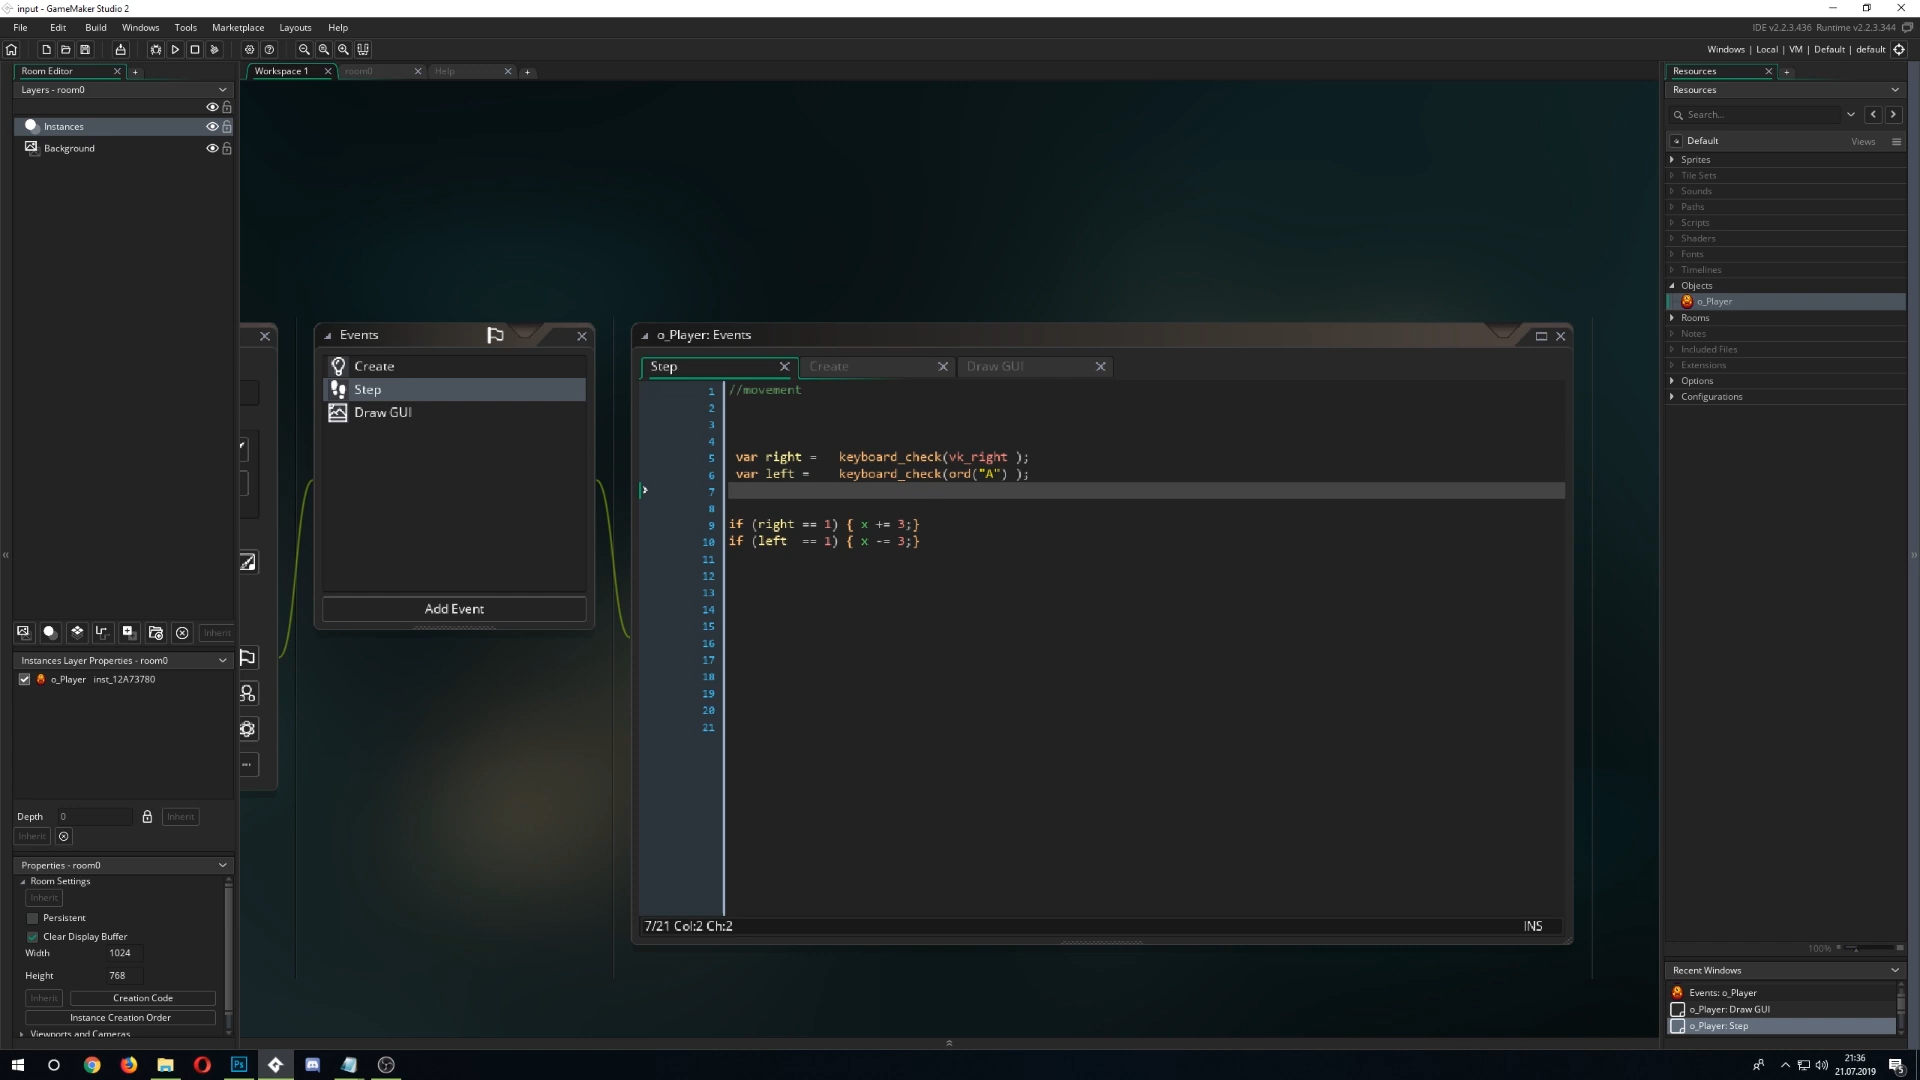 input - GameMaker Studio 2
File Edit Build Windows Tools Marketplace Layouts Help
IDE v2.2.3.436 Runtime v2.2.3.344
Windows | Local | VM | Default | default
Room Editor
Layers - room0
Instances
Background
Inherit
Instances Layer Properties - room0
o_Player inst_12A73780
Depth 0 Inherit
Inherit
Properties - room0
Room Settings
Inherit
Persistent
Clear Display Buffer
Width 1024
Height 768
Inherit Creation Code
Instance Creation Order
Viewports and Cameras
Workspace 1 room0 Help
Events
Create
Step
Draw GUI
Add Event
o_Player: Events
Step Create Draw GUI
1 //movement
2
3
4
5 var right = keyboard_check(vk_right );
6 var left = keyboard_check(ord("A") );
7
8
9 if (right == 1) { x += 3;}
10 if (left == 1) { x -= 3;}
11
12
13
14
15
16
17
18
19
20
21
7/21 Col:2 Ch:2 INS
Resources
Resources
Search...
Default Views
Sprites
Tile Sets
Sounds
Paths
Scripts
Shaders
Fonts
Timelines
Objects
o_Player
Rooms
Notes
Included Files
Extensions
Options
Configurations
100%
Recent Windows
Events: o_Player
o_Player: Draw GUI
o_Player: Step
Ps
21:36
21.07.2019
5